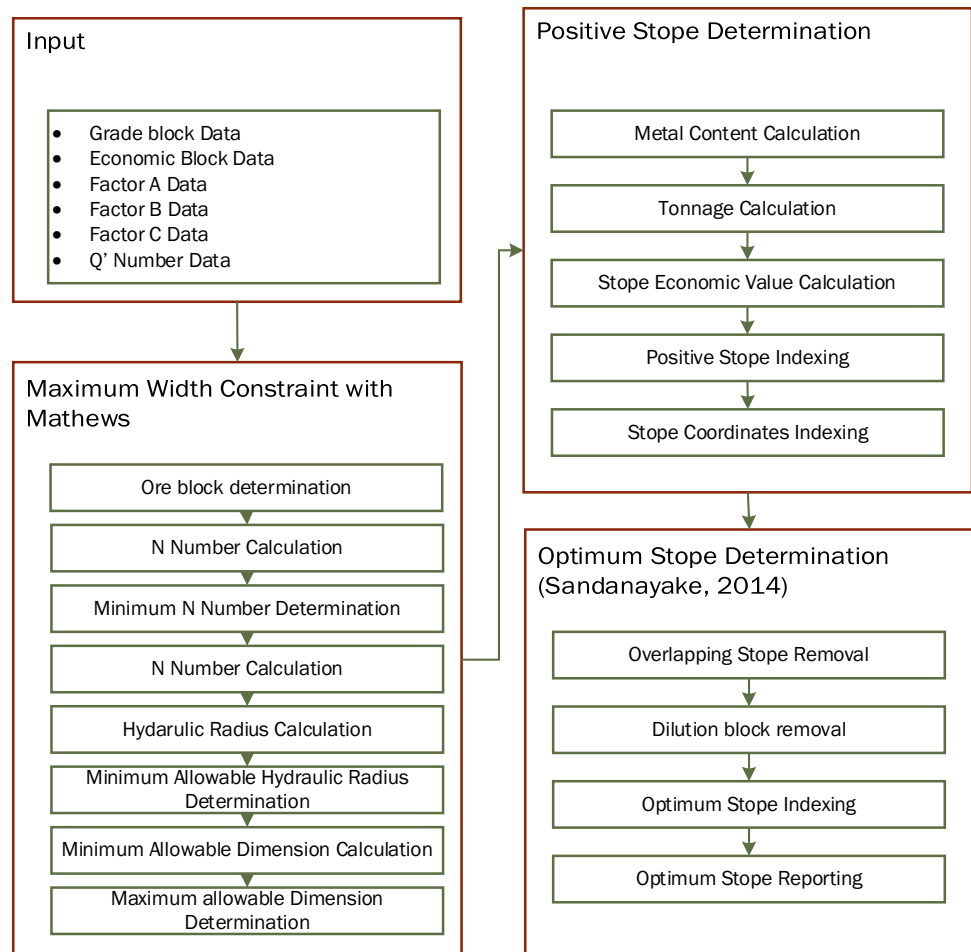 Input
• Grade block Data
• Economic Block Data
• Factor A Data
• Factor B Data
• Factor C Data
• Q' Number Data
Maximum Width Constraint with
Mathews
Ore block determination
N Number Calculation
Minimum N Number Determination
N Number Calculation
Hydarulic Radius Calculation
Minimum Allowable Hydraulic Radius
Determination
Minimum Allowable Dimension Calculation
Maximum allowable Dimension
Determination
Positive Stope Determination
Metal Content Calculation
Tonnage Calculation
Stope Economic Value Calculation
Positive Stope Indexing
Stope Coordinates Indexing
Optimum Stope Determination
(Sandanayake, 2014)
Overlapping Stope Removal
Dilution block removal
Optimum Stope Indexing
Optimum Stope Reporting